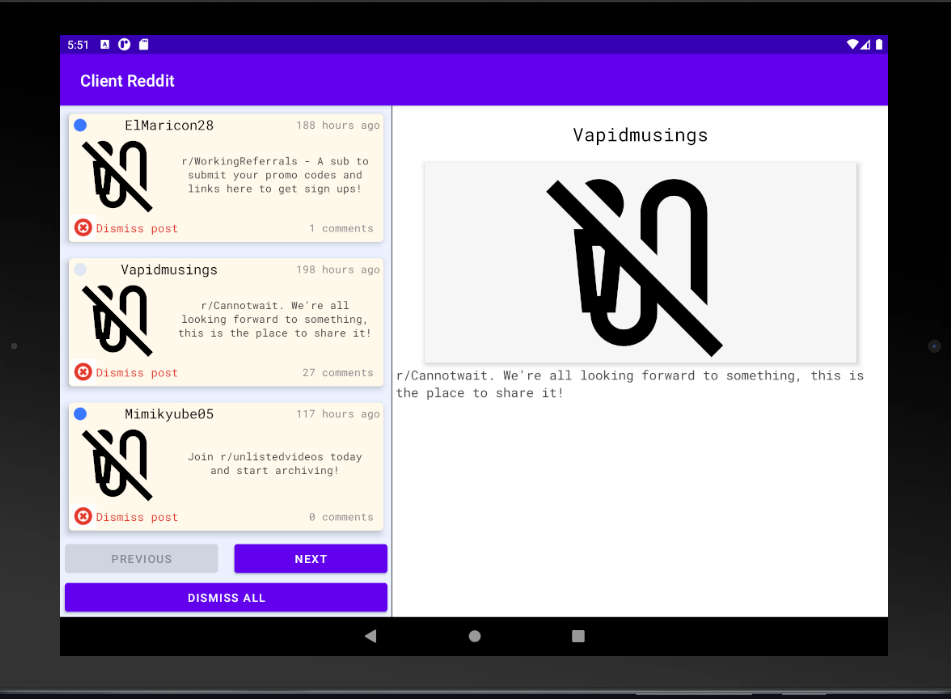 5:51
Client Reddit
ElMaricon28 188 hours ago
r/WorkingReferrals - A sub to
submit your promo codes and
links here to get sign ups!
Dismiss post 1 comments
Vapidmusings 198 hours ago
r/Cannotwait. We're all
looking forward to something,
this is the place to share it!
Dismiss post 27 comments
Mimikyube05 117 hours ago
Join r/unlistedvideos today
and start archiving!
Dismiss post 0 comments
PREVIOUS NEXT
DISMISS ALL
Vapidmusings
r/Cannotwait. We're all looking forward to something, this is
the place to share it!